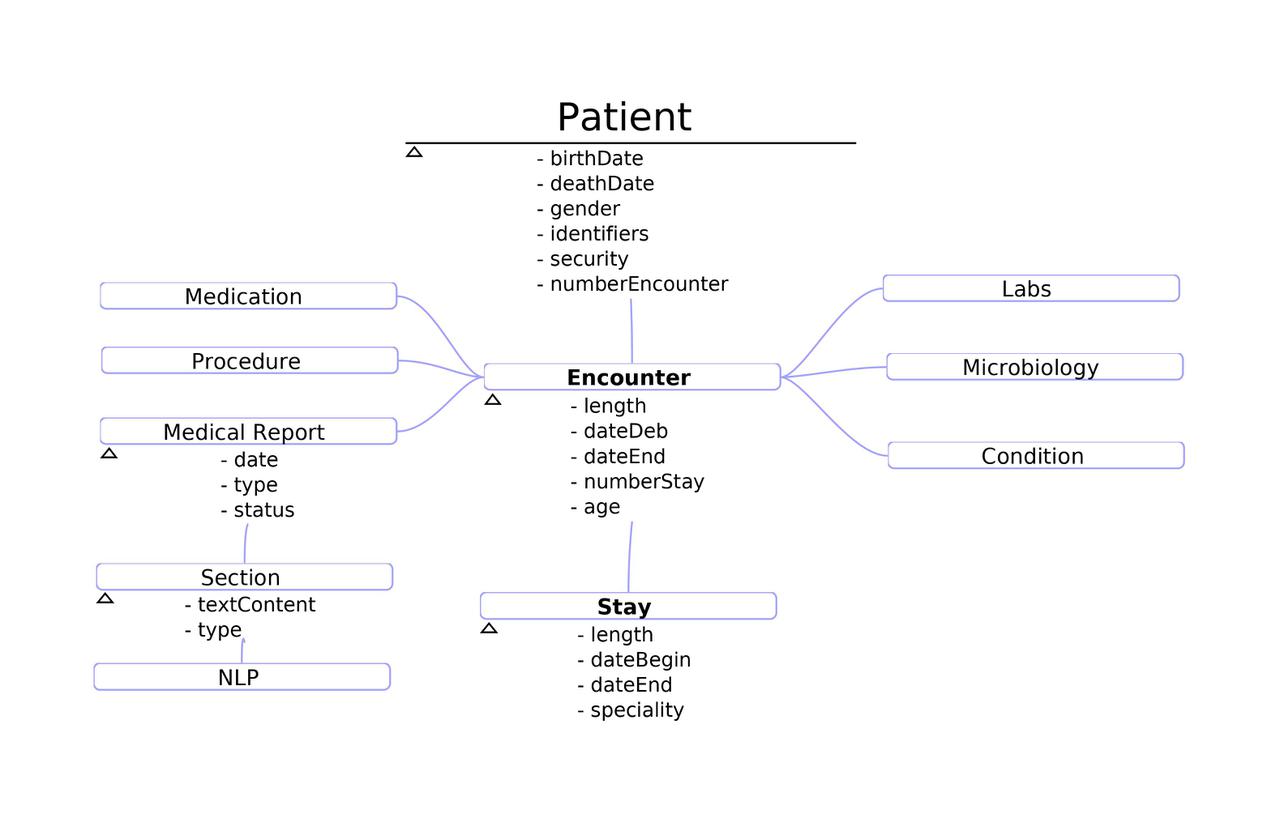 Patient
- birthDate
- deathDate
- gender
- identifiers
- security
- numberEncounter
Medication
Procedure
Medical Report
- date
- type
- status
Section
- textContent
- type
NLP
Encounter
- length
- dateDeb
- dateEnd
- numberStay
- age
Stay
- length
- dateBegin
- dateEnd
- speciality
Labs
Microbiology
Condition